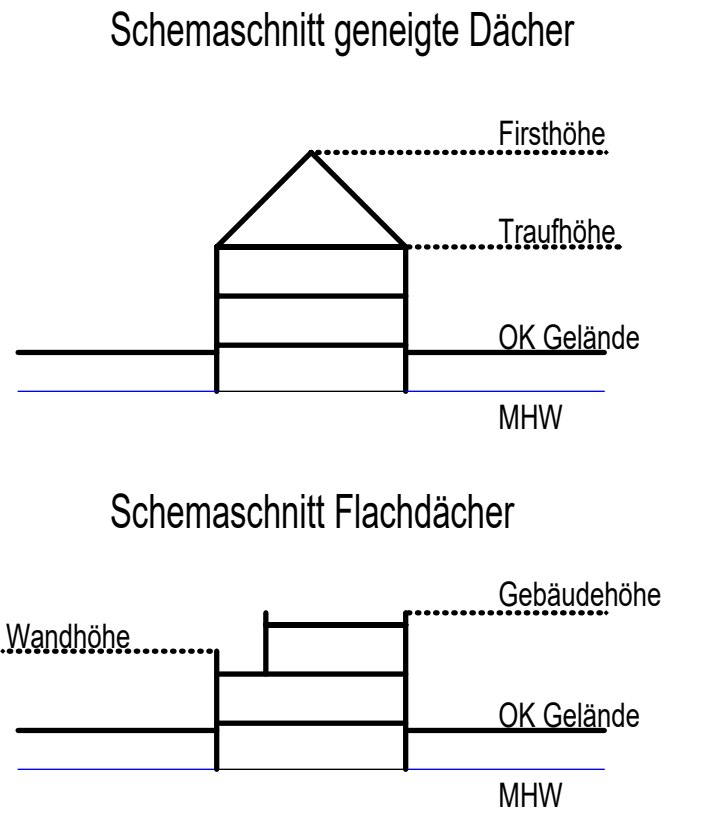 Schemaschnitt geneigte Dächer
Firsthöhe
Traufhöhe
OK Gelände
MHW
Schemaschnitt Flachdächer
Gebäudehöhe
Wandhöhe
OK Gelände
MHW